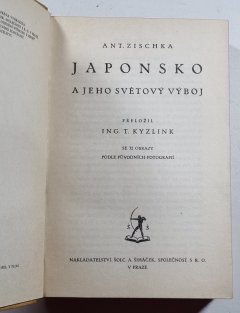 ANT. ZISCHKA
JAPONSKO
A JEHO SVĚTOVÝ VÝBOJ
PŘELOŽIL
ING. T. KYZLINK
SE 32 OBRAZY
PODLE PŮVODNÍCH FOTOGRAFIÍ
Š Š
NAKLADATELSTVÍ ŠOLC A ŠIMÁČEK, SPOLEČNOST S R. O.
V PRAZE